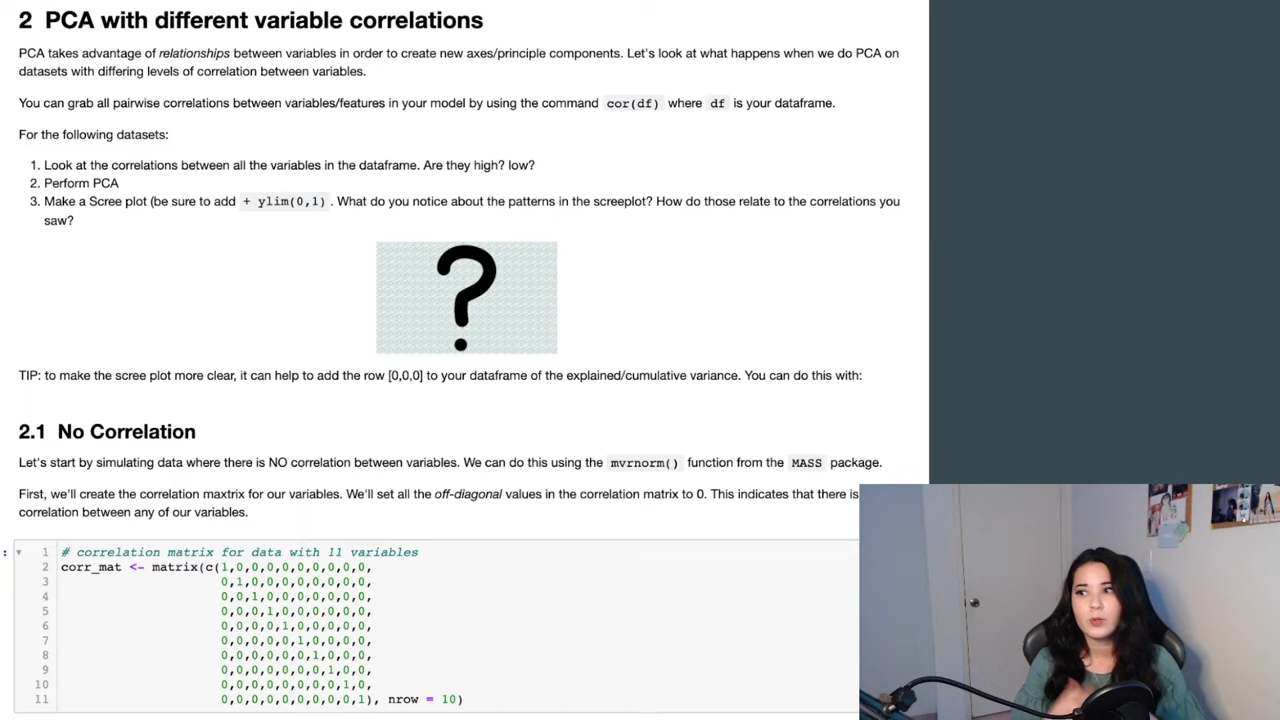 2 PCA with different variable correlations
PCA takes advantage of relationships between variables in order to create new axes/principle components. Let's look at what happens when we do PCA on
datasets with differing levels of correlation between variables.
You can grab all pairwise correlations between variables/features in your model by using the command cor(df) where df is your dataframe.
For the following datasets:
1. Look at the correlations between all the variables in the dataframe. Are they high? low?
2. Perform PCA
3. Make a Scree plot (be sure to add + ylim(0,1) . What do you notice about the patterns in the screeplot? How do those relate to the correlations you
saw?
?
TIP: to make the scree plot more clear, it can help to add the row [0,0,0] to your dataframe of the explained/cumulative variance. You can do this with:
2.1 No Correlation
Let's start by simulating data where there is NO correlation between variables. We can do this using the mvrnorm() function from the MASS package.
First, we'll create the correlation maxtrix for our variables. We'll set all the off-diagonal values in the correlation matrix to 0. This indicates that there is
correlation between any of our variables.
: 1 # correlation matrix for data with 11 variables
2 corr_mat <- matrix(c(1,0,0,0,0,0,0,0,0,0,
3 0,1,0,0,0,0,0,0,0,0,
4 0,0,1,0,0,0,0,0,0,0,
5 0,0,0,1,0,0,0,0,0,0,
6 0,0,0,0,1,0,0,0,0,0,
7 0,0,0,0,0,1,0,0,0,0,
8 0,0,0,0,0,0,1,0,0,0,
9 0,0,0,0,0,0,0,1,0,0,
10 0,0,0,0,0,0,0,0,1,0,
11 0,0,0,0,0,0,0,0,0,1), nrow = 10)